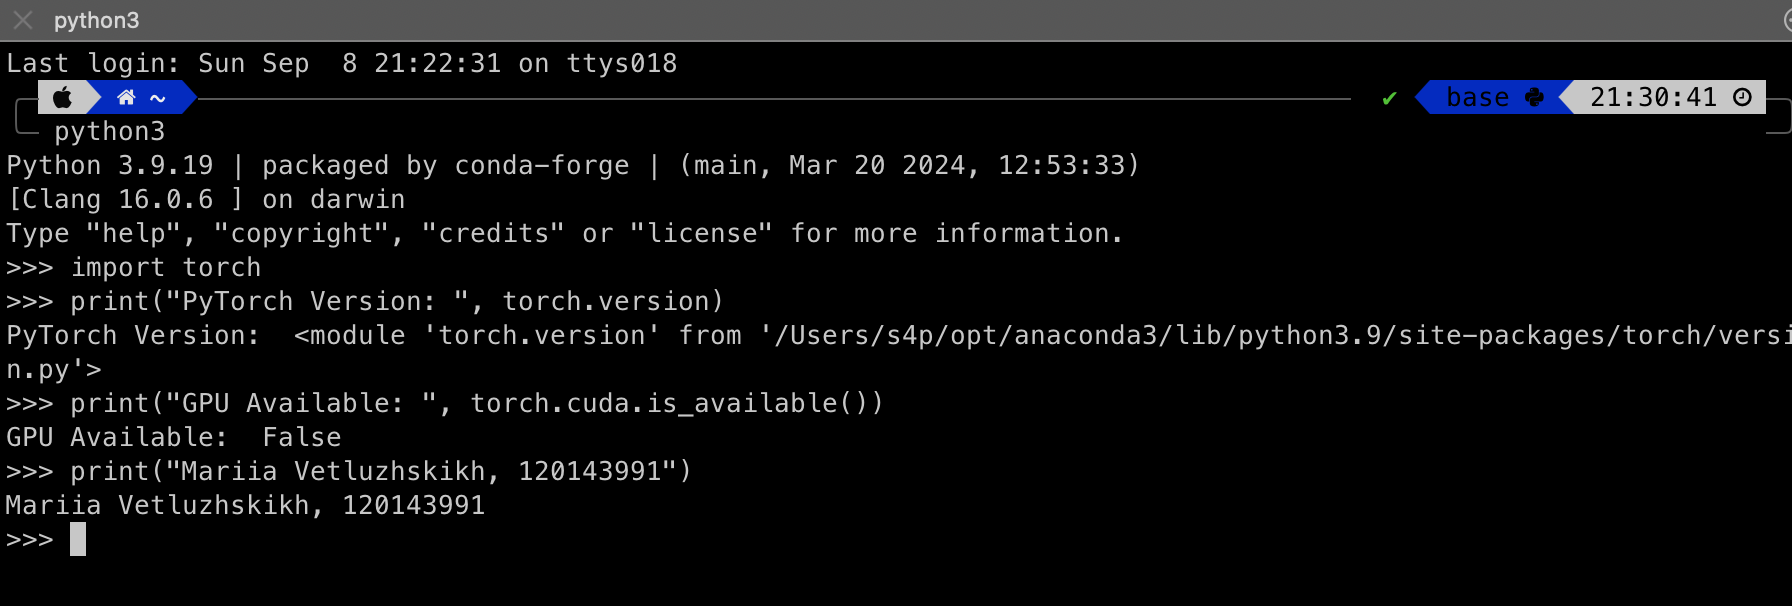 python3
Last login: Sun Sep  8 21:22:31 on ttys018
~ ✔ base 21:30:41
python3
Python 3.9.19 | packaged by conda-forge | (main, Mar 20 2024, 12:53:33)
[Clang 16.0.6 ] on darwin
Type "help", "copyright", "credits" or "license" for more information.
>>> import torch
>>> print("PyTorch Version: ", torch.version)
PyTorch Version:  <module 'torch.version' from '/Users/s4p/opt/anaconda3/lib/python3.9/site-packages/torch/versi
n.py'>
>>> print("GPU Available: ", torch.cuda.is_available())
GPU Available:  False
>>> print("Mariia Vetluzhskikh, 120143991")
Mariia Vetluzhskikh, 120143991
>>>